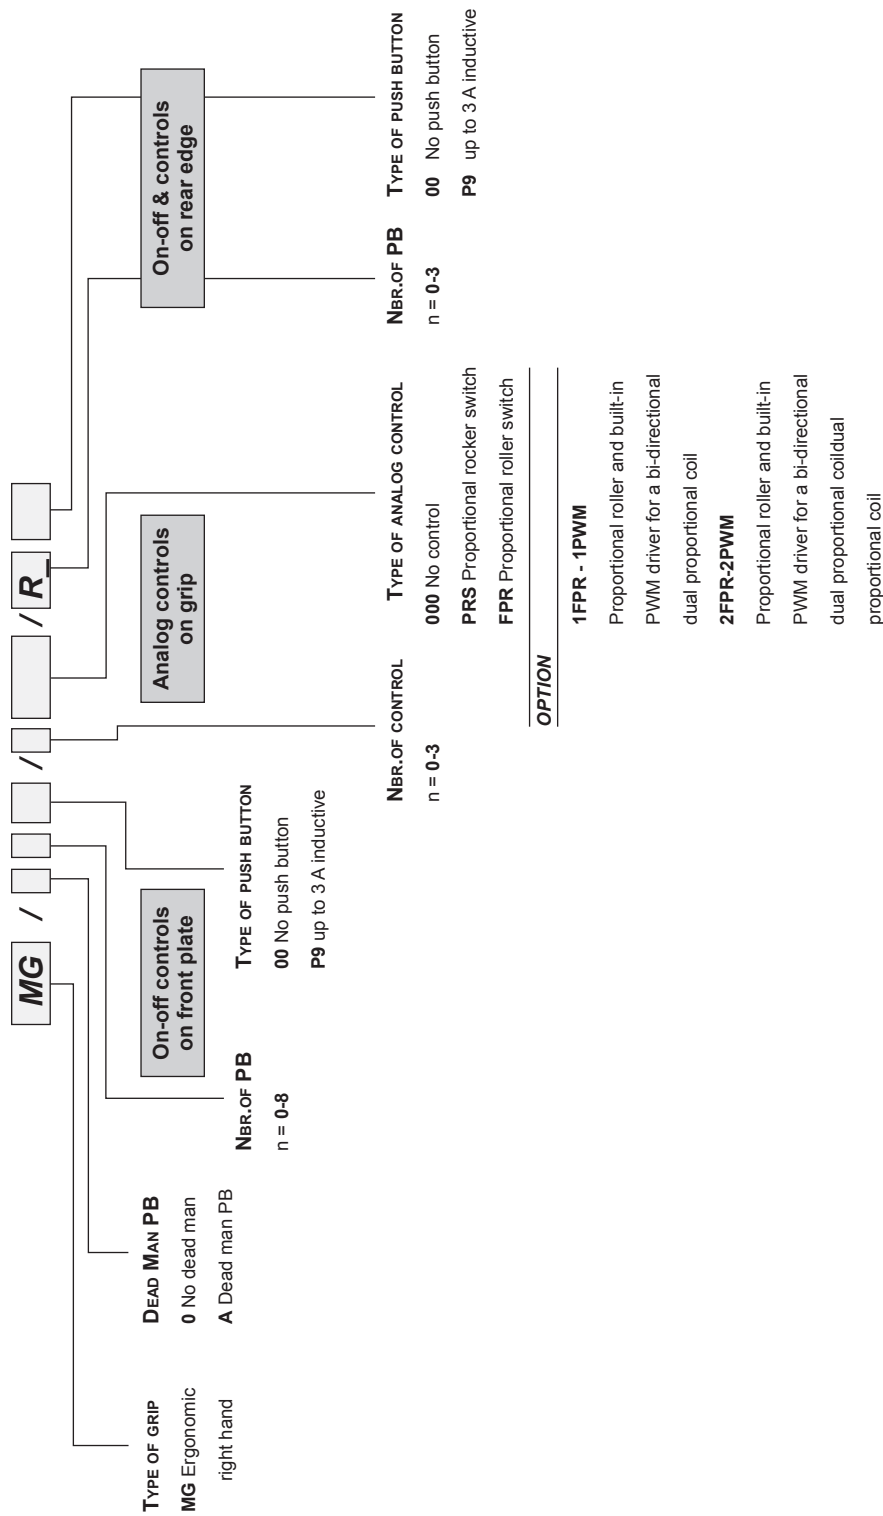 MG / / / R_
TYPE OF GRIP
MG Ergonomic
right hand
DEAD MAN PB
0 No dead man
A Dead man PB
On-off controls
on front plate
NBR.OF PB
n = 0-8
TYPE OF PUSH BUTTON
00 No push button
P9 up to 3 A inductive
Analog controls
on grip
NBR.OF CONTROL
n = 0-3
TYPE OF ANALOG CONTROL
000 No control
PRS Proportional rocker switch
FPR Proportional roller switch
OPTION
1FPR - 1PWM
Proportional roller and built-in
PWM driver for a bi-directional
dual proportional coil
2FPR-2PWM
Proportional roller and built-in
PWM driver for a bi-directional
dual proportional coildual
proportional coil
On-off & controls
on rear edge
NBR.OF PB
n = 0-3
TYPE OF PUSH BUTTON
00 No push button
P9 up to 3 A inductive